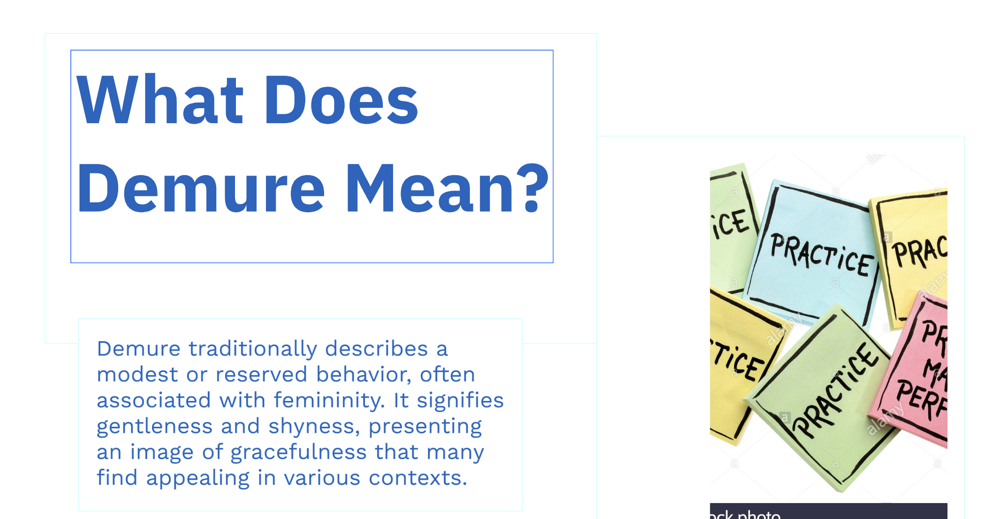 What Does
Demure Mean?
Demure traditionally describes a
modest or reserved behavior, often
associated with femininity. It signifies
gentleness and shyness, presenting
an image of gracefulness that many
find appealing in various contexts.
iCE
PRACTiCE
PRAC
TiCE
PRACTiCE
PR
MA
PERF
alamy
alamy
alamy
ock photo